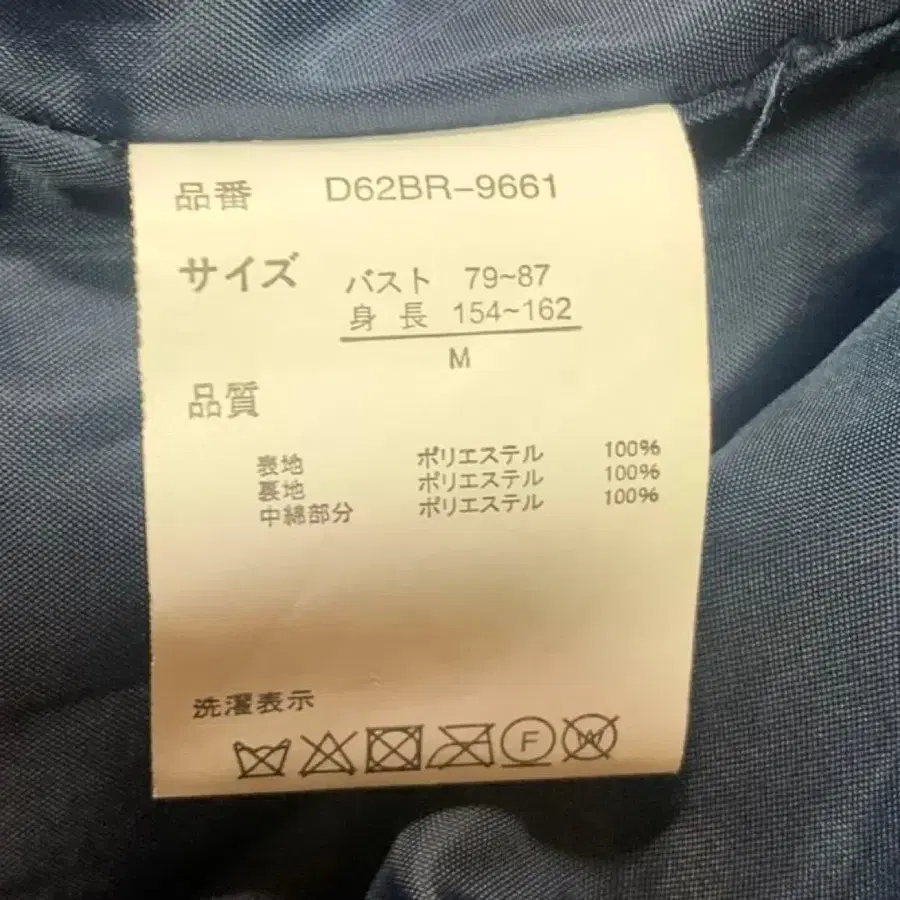 品番 D62BR-9661
サイズ バスト 79~87
身長 154~162
M
品質
表地 ポリエステル 100%
裏地 ポリエステル 100%
中綿部分 ポリエステル 100%
洗濯表示
F W